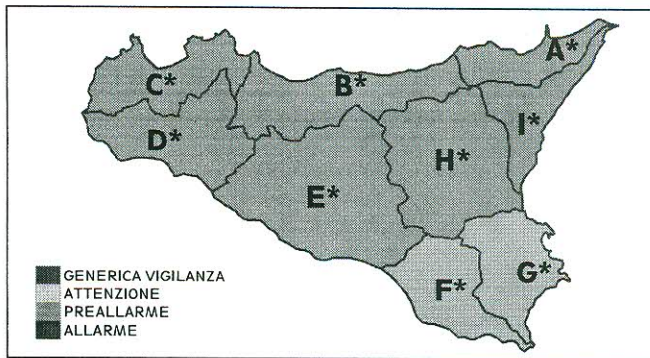 A*
C*
B*
I*
D*
H*
E*
G*
F*
GENERICA VIGILANZA
ATTENZIONE
PREALLARME
ALLARME